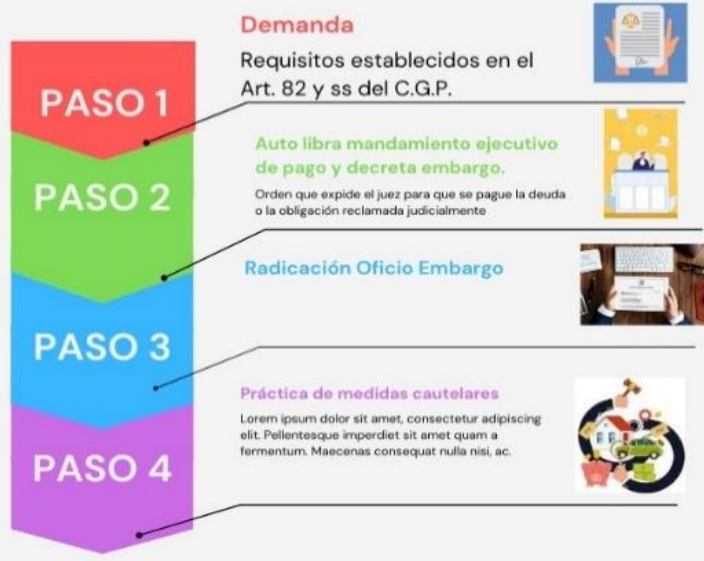 PASO 1
Demanda
Requisitos establecidos en el
Art. 82 y ss del C.G.P.
PASO 2
Auto libra mandamiento ejecutivo
de pago y decreta embargo.
Orden que expide el juez para que se pague la deuda
o la obligación reclamada judicialmente
PASO 3
Radicación Oficio Embargo
PASO 4
Práctica de medidas cautelares
Lorem ipsum dolor sit amet, consectetur adipiscing
elit. Pellentesque imperdiet sit amet quam a
fermentum. Maecenas consequat nulla nisi, ac.